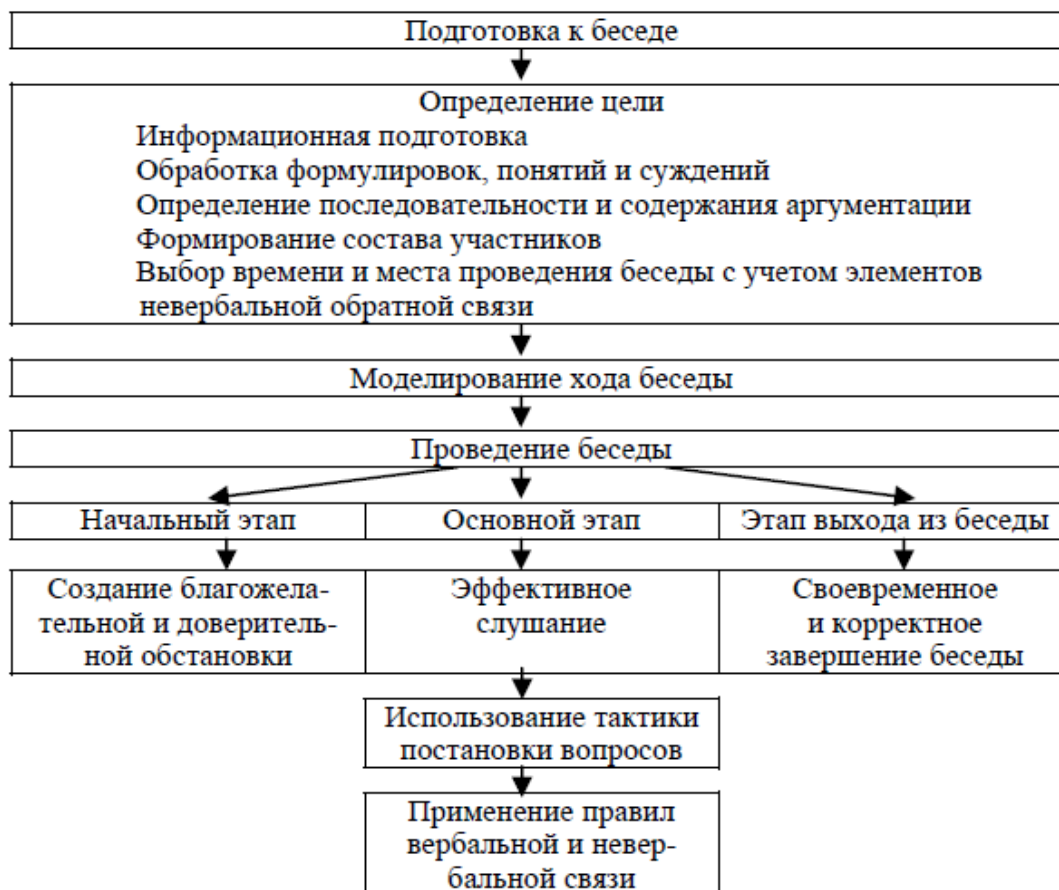 Подготовка к беседе
Определение цели
Информационная подготовка
Обработка формулировок, понятий и суждений
Определение последовательности и содержания аргументации
Формирование состава участников
Выбор времени и места проведения беседы с учетом элементов
невербальной обратной связи
Моделирование хода беседы
Проведение беседы
Начальный этап
Основной этап
Этап выхода из беседы
Создание благожела-
тельной и доверитель-
ной обстановки
Эффективное
слушание
Своевременное
и корректное
завершение беседы
Использование тактики
постановки вопросов
Применение правил
вербальной и невер-
бальной связи